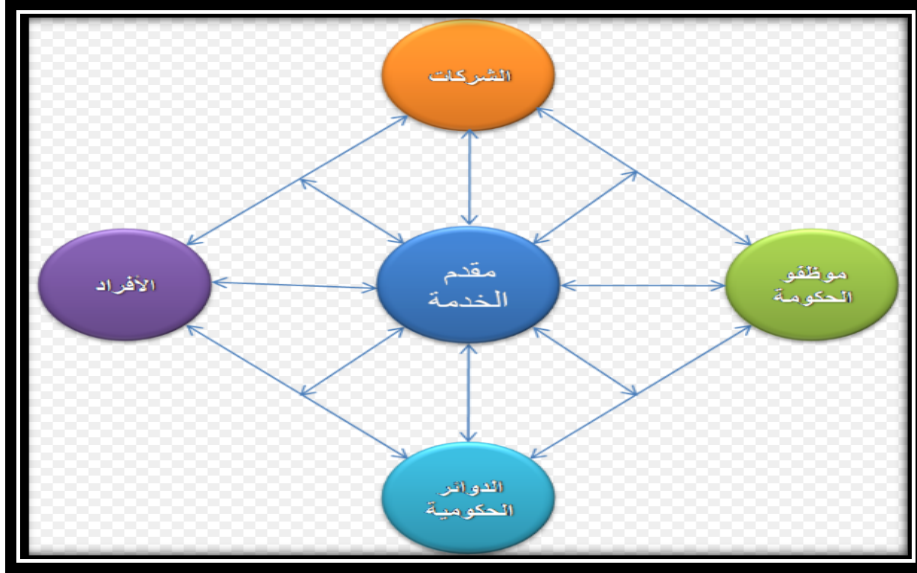 الشركات
الأفراد
مقدم
الخدمة
موظفو
الحكومة
الدوائر
الحكومية